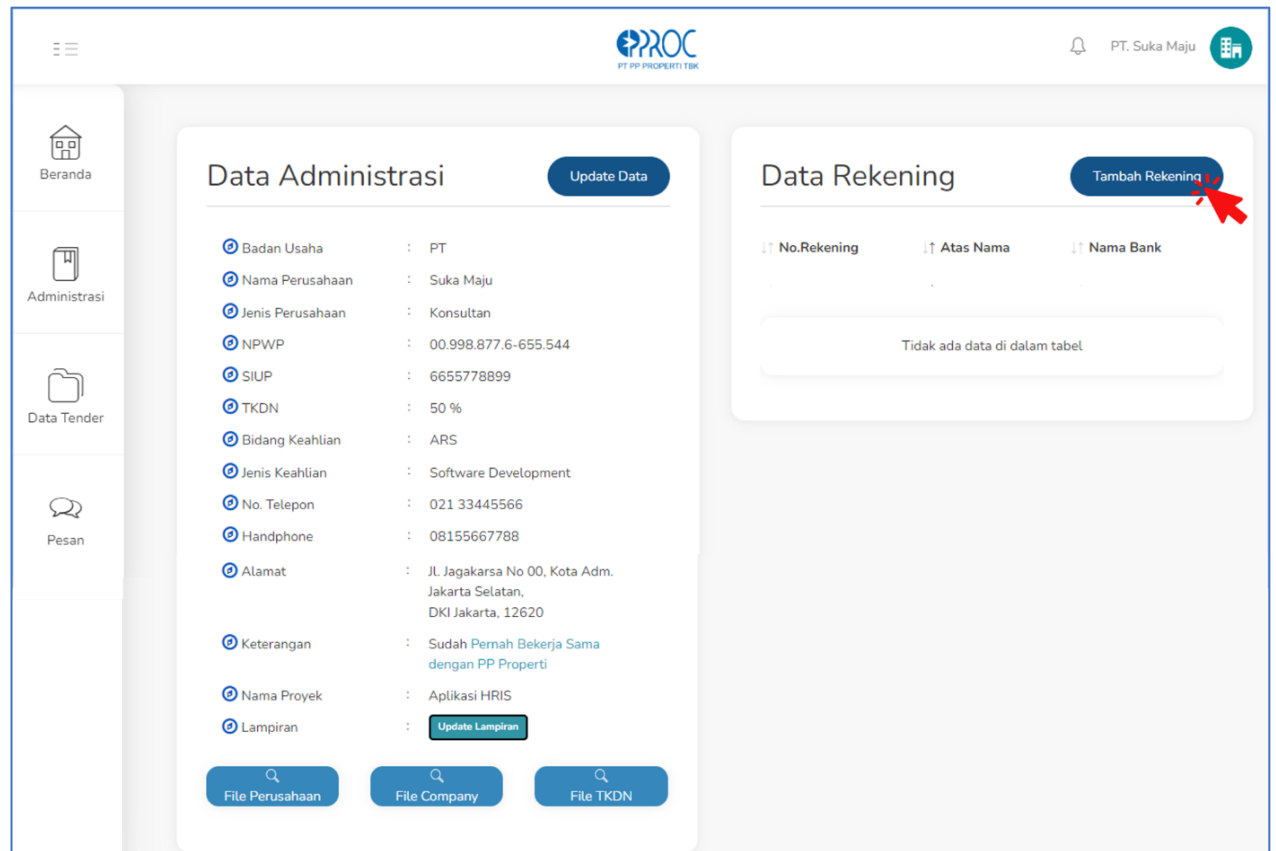 EPROC
PT PP PROPERTI TBK
PT. Suka Maju
Beranda
Administrasi
Data Tender
Pesan
Data Administrasi
Update Data
Badan Usaha : PT
Nama Perusahaan : Suka Maju
Jenis Perusahaan : Konsultan
NPWP : 00.998.877.6-655.544
SIUP : 6655778899
TKDN : 50 %
Bidang Keahlian : ARS
Jenis Keahlian : Software Development
No. Telepon : 021 33445566
Handphone : 08155667788
Alamat : Jl. Jagakarsa No 00, Kota Adm.
Jakarta Selatan,
DKI Jakarta, 12620
Keterangan : Sudah Pernah Bekerja Sama
dengan PP Properti
Nama Proyek : Aplikasi HRIS
Lampiran : Update Lampiran
File Perusahaan
File Company
File TKDN
Data Rekening
Tambah Rekening
No.Rekening Atas Nama Nama Bank
Tidak ada data di dalam tabel